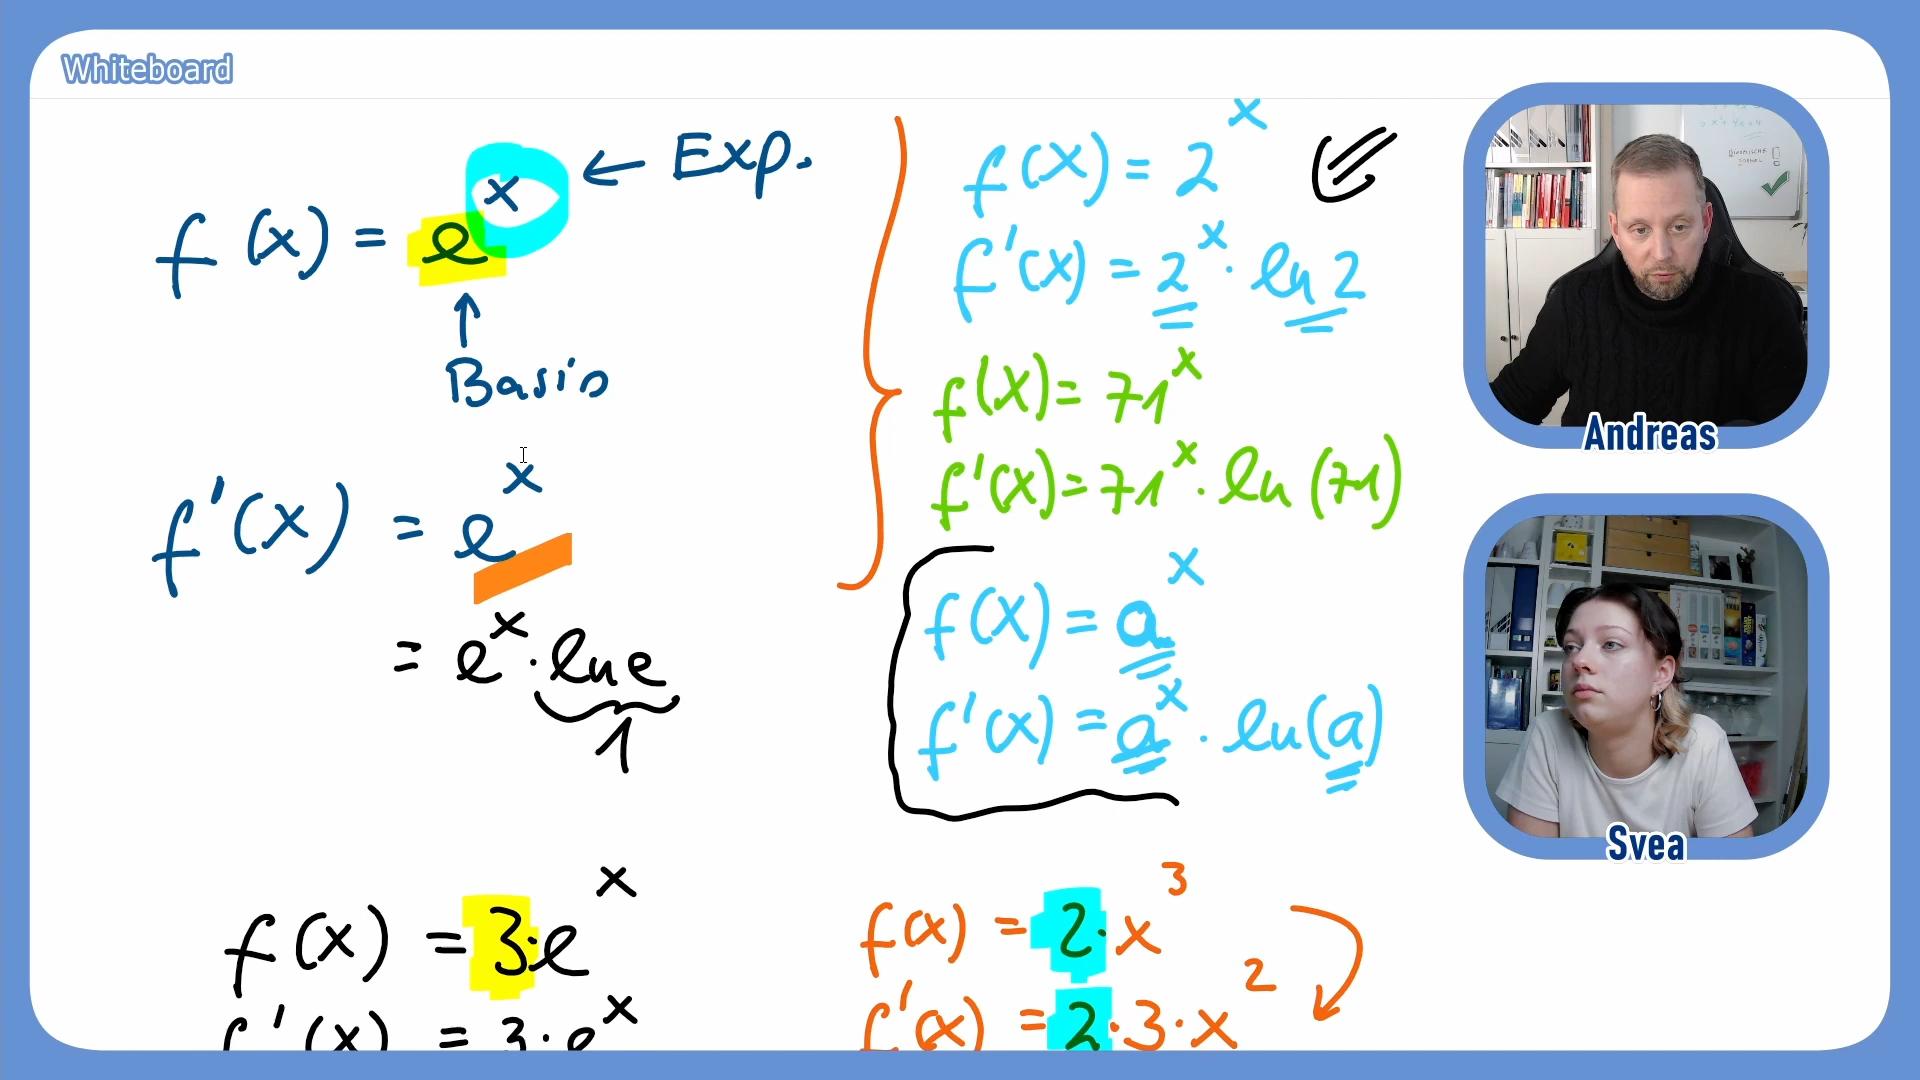 Whiteboard
f(x) = e^x ← Exp.
↑
Basis
f'(x) = e^x
= e^x · ln e
1
f(x) = 3·e^x
f'(x) = 3·e^x
f(x) = 2^x
f'(x) = 2^x · ln 2
f(x) = 71^x
f'(x) = 71^x · ln (71)
f(x) = a^x
f'(x) = a^x · ln(a)
f(x) = 2·x^3
f'(x) = 2·3·x^2
Andreas
Svea